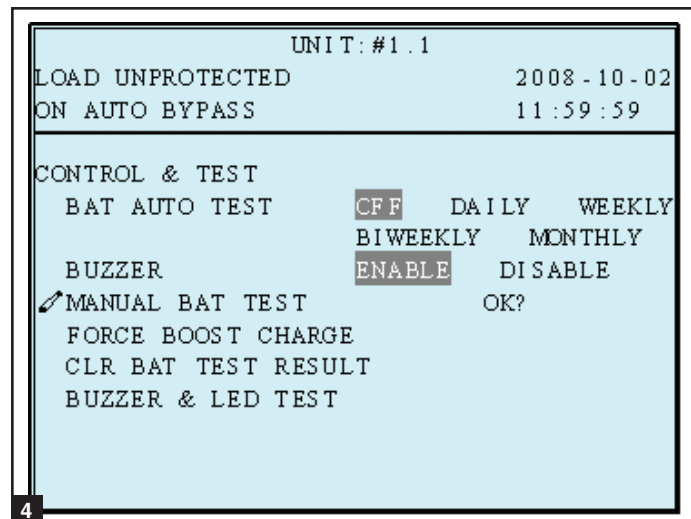 UNIT:#1.1
LOAD UNPROTECTED 2008-10-02
ON AUTO BYPASS 11:59:59
CONTROL & TEST
BAT AUTO TEST CFF DAILY WEEKLY
BIWEEKLY MONTHLY
BUZZER ENABLE DISABLE
MANUAL BAT TEST OK?
FORCE BOOST CHARGE
CLR BAT TEST RESULT
BUZZER & LED TEST
4